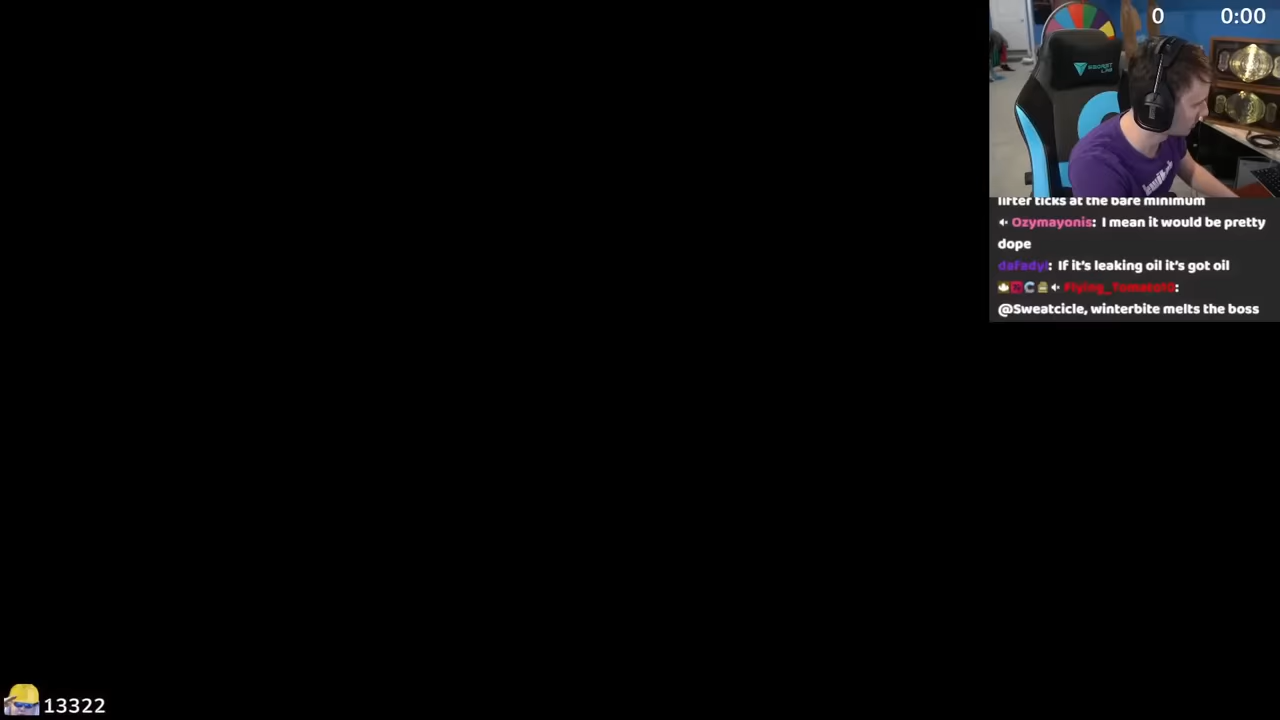 0 0:00
lifter ticks at the bare minimum
Ozymayonis: I mean it would be pretty
dope
If it's leaking oil it's got oil
Flying_Tomato10:
@Sweatcicle, winterbite melts the boss
13322